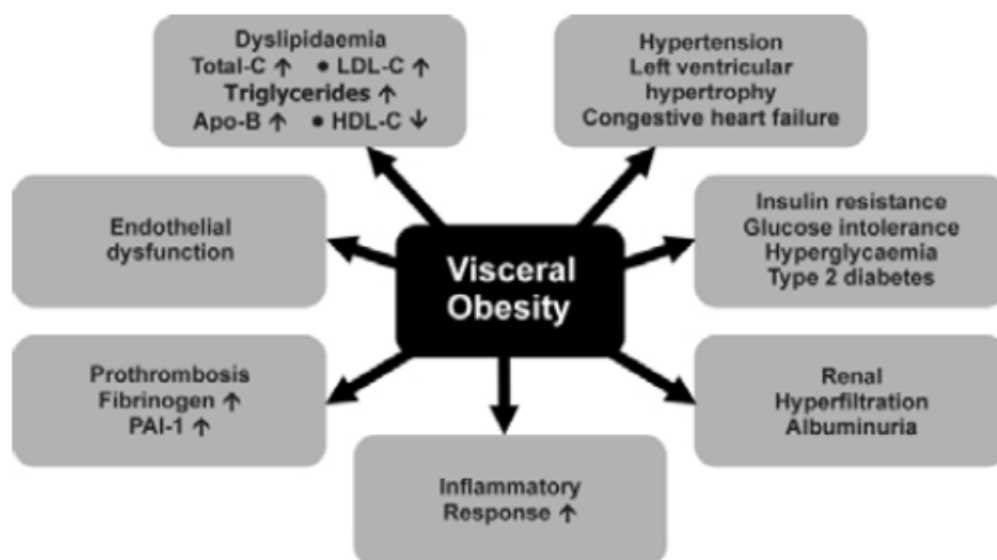 Dyslipidaemia
Total-C ↑ • LDL-C ↑
Triglycerides ↑
Apo-B ↑ • HDL-C ↓
Hypertension
Left ventricular
hypertrophy
Congestive heart failure
Endothelial
dysfunction
Visceral
Obesity
Insulin resistance
Glucose intolerance
Hyperglycaemia
Type 2 diabetes
Prothrombosis
Fibrinogen ↑
PAI-1 ↑
Inflammatory
Response ↑
Renal
Hyperfiltration
Albuminuria